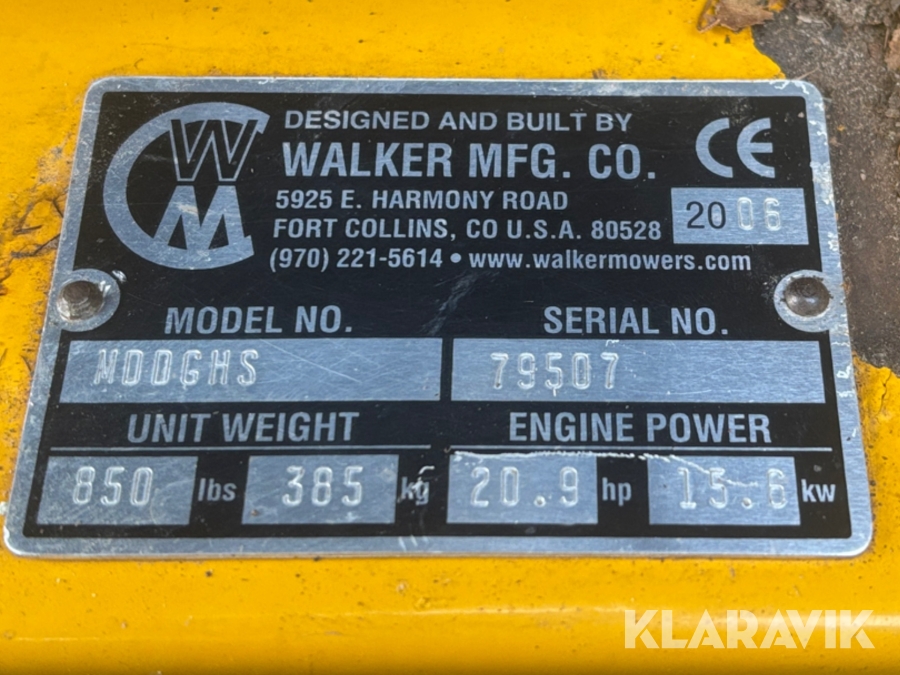 WM
DESIGNED AND BUILT BY
WALKER MFG. CO.
CE
5925 E. HARMONY ROAD
FORT COLLINS, CO U.S.A. 80528
2006
(970) 221-5614 • www.walkermowers.com
MODEL NO. SERIAL NO.
MDDGHS 79507
UNIT WEIGHT ENGINE POWER
850 lbs 385 kg 20.9 hp 15.6 kw
KLARAVIK